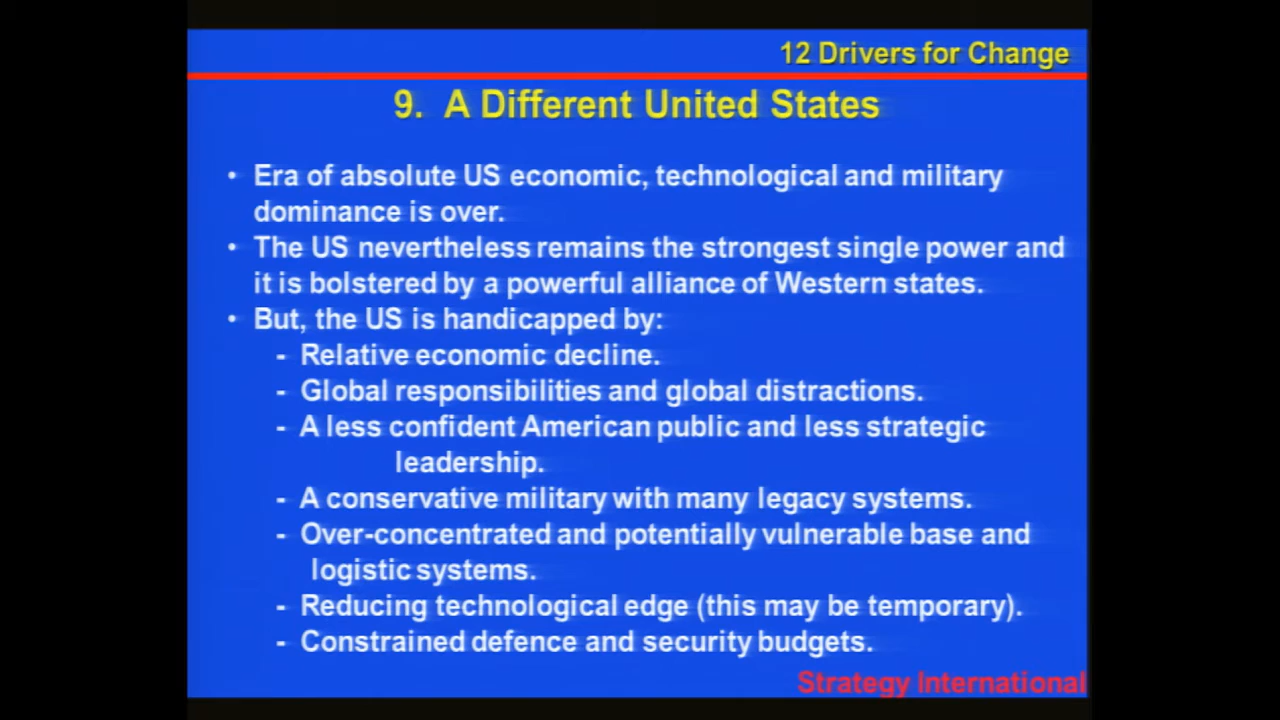 12 Drivers for Change
9. A Different United States
• Era of absolute US economic, technological and military
dominance is over.
• The US nevertheless remains the strongest single power and
it is bolstered by a powerful alliance of Western states.
• But, the US is handicapped by:
- Relative economic decline.
- Global responsibilities and global distractions.
- A less confident American public and less strategic
leadership.
- A conservative military with many legacy systems.
- Over-concentrated and potentially vulnerable base and
logistic systems.
- Reducing technological edge (this may be temporary).
- Constrained defence and security budgets.
Strategy International